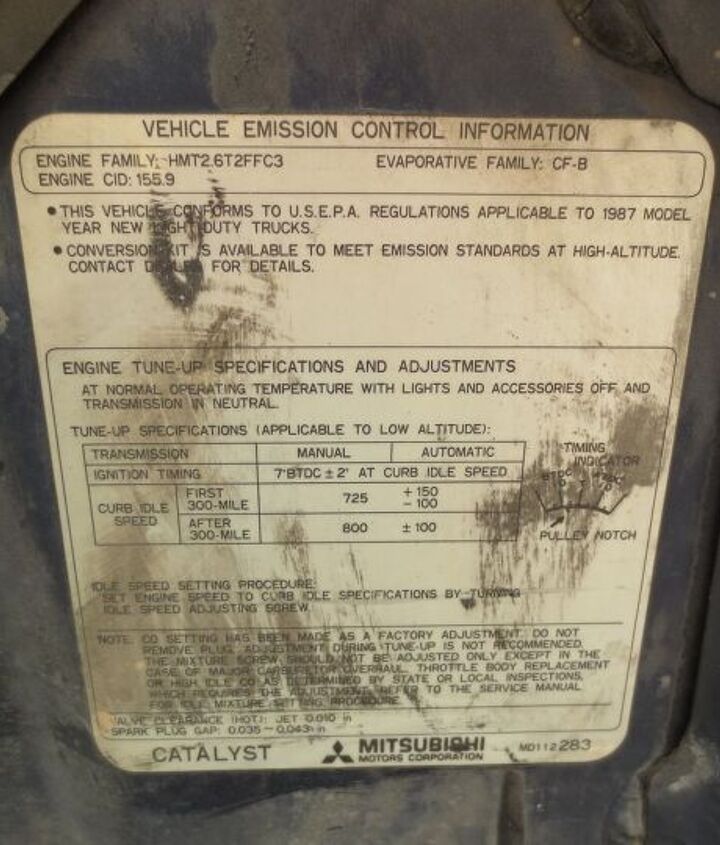 VEHICLE EMISSION CONTROL INFORMATION
ENGINE FAMILY: HMT2.6T2FFC3 EVAPORATIVE FAMILY: CF-B
ENGINE CID: 155.9
• THIS VEHICLE CONFORMS TO U.S.E.P.A. REGULATIONS APPLICABLE TO 1987 MODEL
YEAR NEW LIGHT DUTY TRUCKS.
• CONVERSION KIT IS AVAILABLE TO MEET EMISSION STANDARDS AT HIGH-ALTITUDE.
CONTACT DEALER FOR DETAILS.
ENGINE TUNE-UP SPECIFICATIONS AND ADJUSTMENTS
AT NORMAL OPERATING TEMPERATURE WITH LIGHTS AND ACCESSORIES OFF AND
TRANSMISSION IN NEUTRAL.
TUNE-UP SPECIFICATIONS (APPLICABLE TO LOW ALTITUDE):
TRANSMISSION MANUAL AUTOMATIC
IGNITION TIMING 7°BTDC ± 2° AT CURB IDLE SPEED
CURB IDLE SPEED FIRST 300-MILE 725 +150 -100
AFTER 300-MILE 800 ±100
TIMING
INDICATOR
BTDC
T
PULLEY NOTCH
IDLE SPEED SETTING PROCEDURE:
SET ENGINE SPEED TO CURB IDLE SPECIFICATIONS BY TURNING
IDLE SPEED ADJUSTING SCREW.
NOTE: CO SETTING HAS BEEN MADE AS A FACTORY ADJUSTMENT. DO NOT
REMOVE PLUG. ADJUSTMENT DURING TUNE-UP IS NOT RECOMMENDED.
THE MIXTURE SCREW SHOULD NOT BE ADJUSTED ONLY EXCEPT IN THE
CASE OF MAJOR CARBURETOR OVERHAUL, THROTTLE BODY REPLACEMENT
OR HIGH IDLE CO AS DETERMINED BY STATE OR LOCAL INSPECTIONS,
WHICH REQUIRES THE ADJUSTMENT, REFER TO THE SERVICE MANUAL
FOR IDLE MIXTURE SETTING PROCEDURE.
VALVE CLEARANCE (HOT): JET 0.010 in
SPARK PLUG GAP: 0.035 – 0.043 in
CATALYST MITSUBISHI MD112283
MOTORS CORPORATION